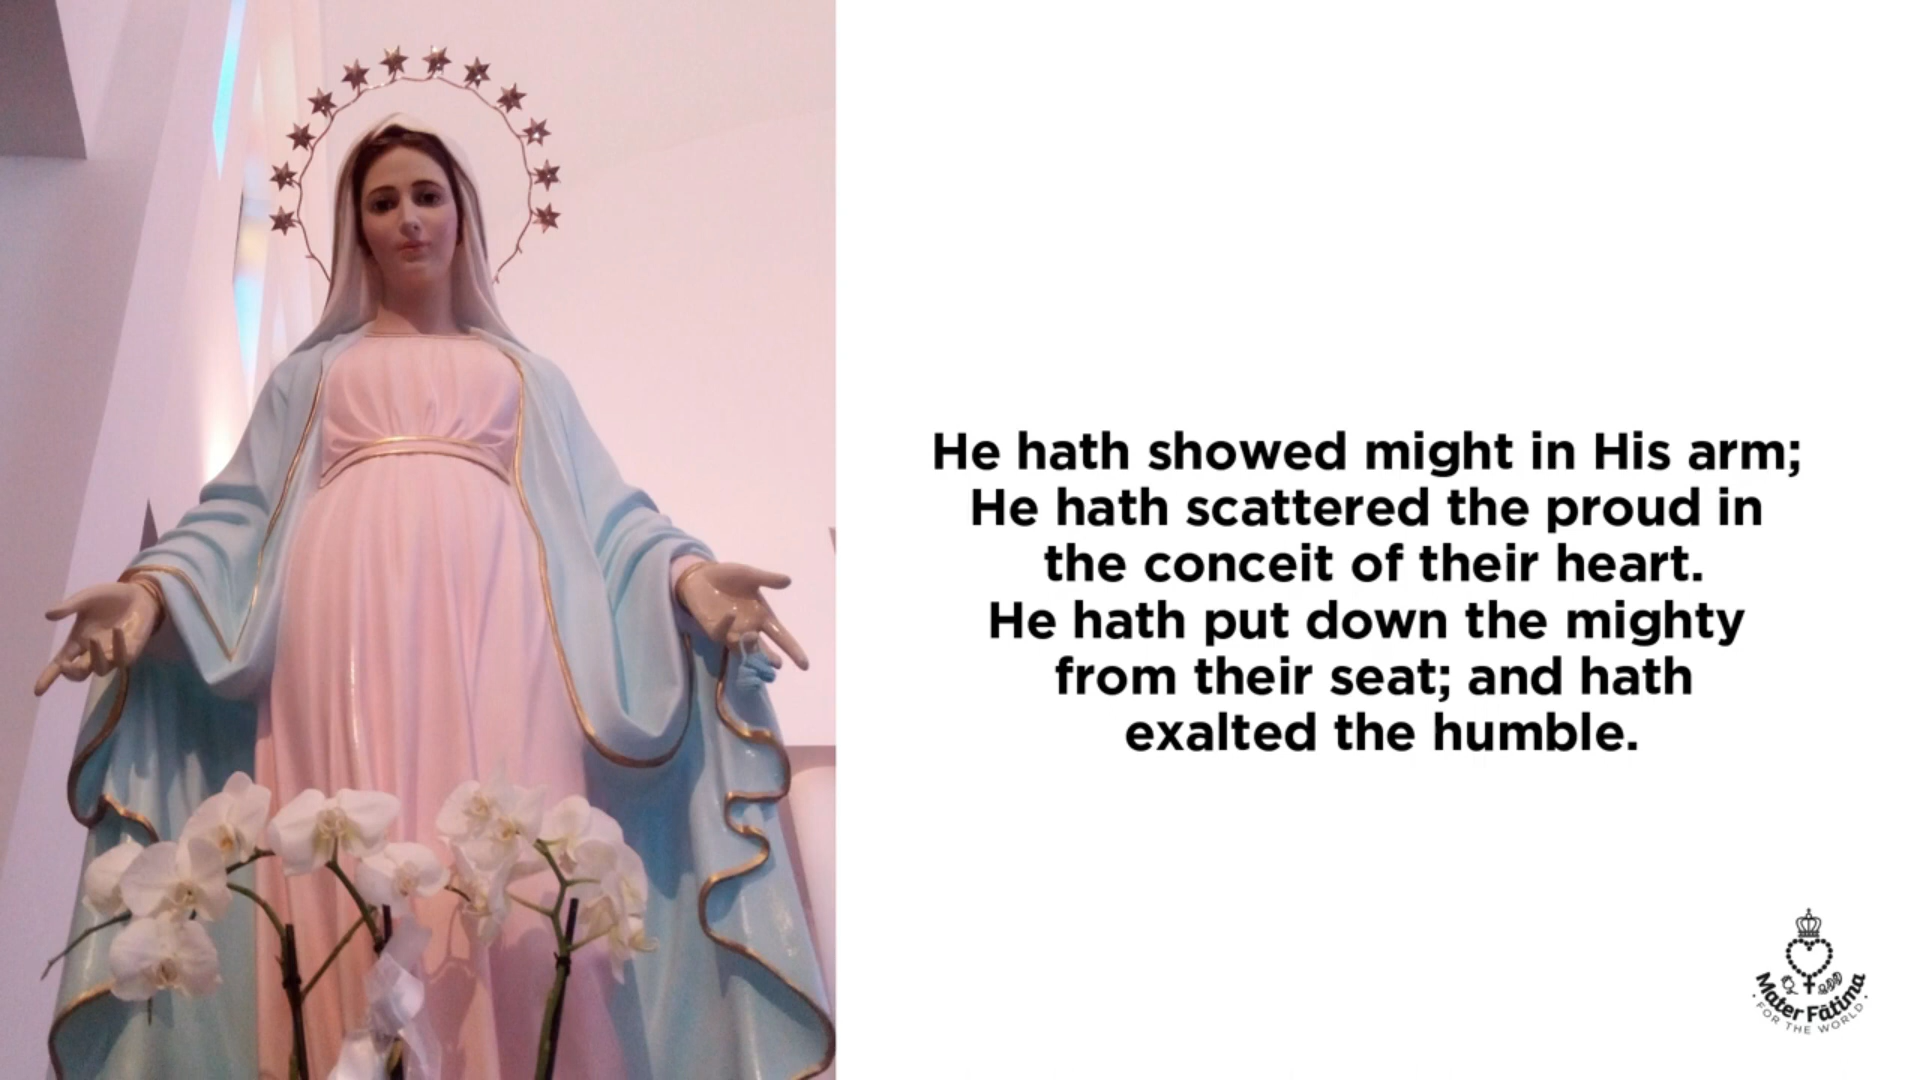 He hath showed might in His arm;
He hath scattered the proud in
the conceit of their heart.
He hath put down the mighty
from their seat; and hath
exalted the humble.
Mater Fátima
· FOR THE WORLD ·